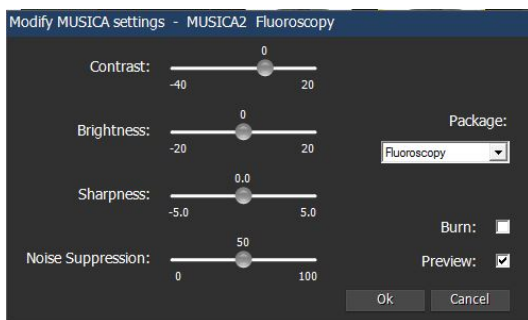 Modify MUSICA settings - MUSICA2 Fluoroscopy
Contrast:
0
-40 20
Brightness:
0
-20 20
Sharpness:
0.0
-5.0 5.0
Noise Suppression:
50
0 100
Package:
Fluoroscopy
Burn:
Preview:
Ok Cancel